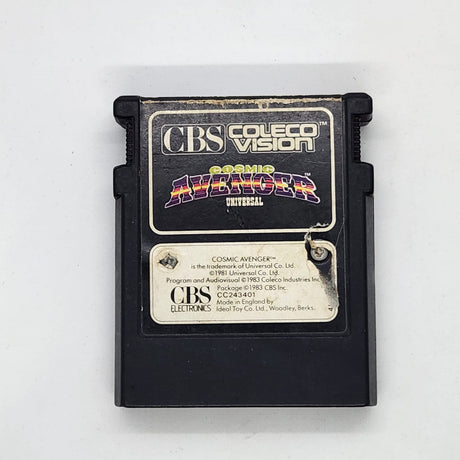 CBS COLECO VISION™
COSMIC
AVENGER™
UNIVERSAL
COSMIC AVENGER™
is the trademark of Universal Co. Ltd.
©1981 Universal Co. Ltd.
Program and Audiovisual ©1983 Coleco Industries Inc.
Package ©1983 CBS Inc.
CC243401
CBS
ELECTRONICS
Made in England by
Ideal Toy Co. Ltd., Woodley, Berks.